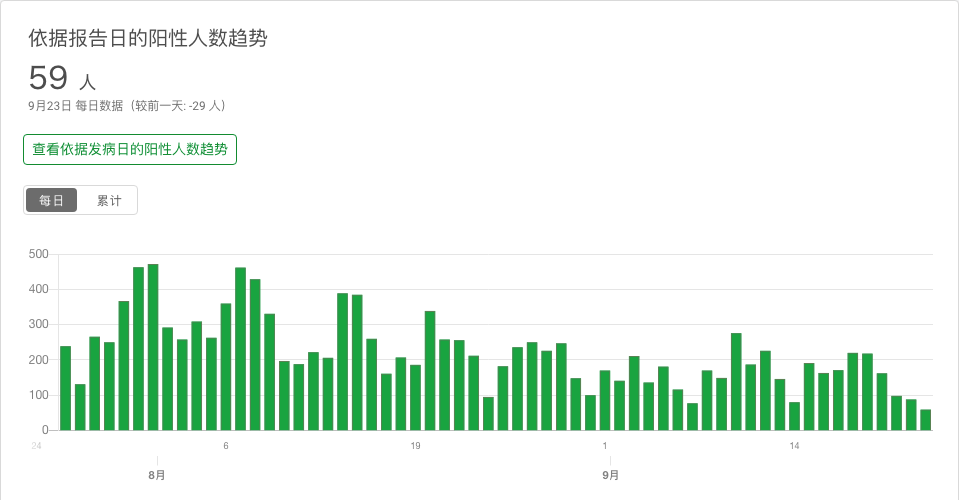 依据报告日的阳性人数趋势
59 人
9月23日 每日数据（较前一天: -29 人）
查看依据发病日的阳性人数趋势
每日 累计
500
400
300
200
100
0
24 6 19 1 14
8月 9月